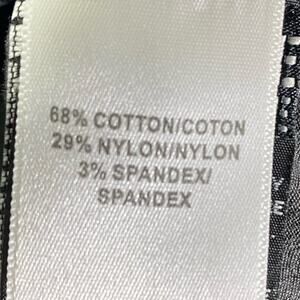 68% COTTON/COTON
29% NYLON/NYLON
3% SPANDEX/
SPANDEX